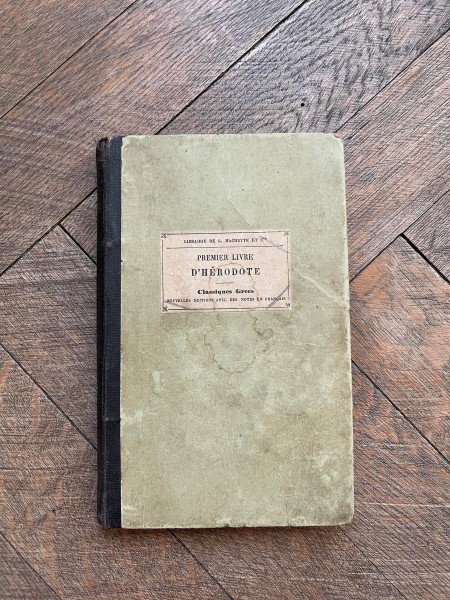 LIBRAIRIE DE L. HACHETTE ET Cie
PREMIER LIVRE
D'HÉRODOTE
Classiques Grecs
NOUVELLES ÉDITIONS AVEC DES NOTES EN FRANÇAIS